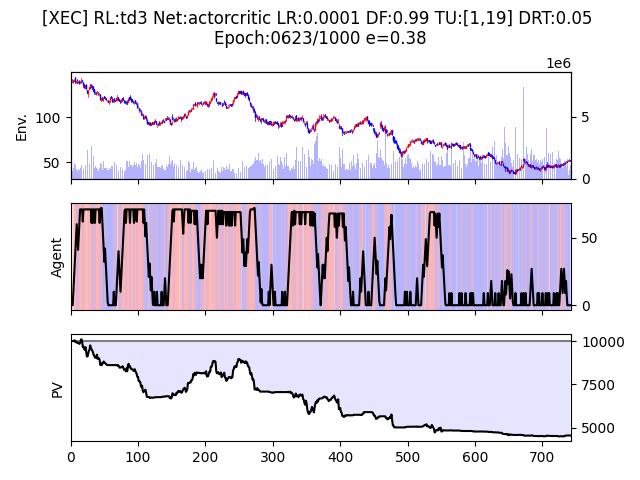 [XEC] RL:td3 Net:actorcritic LR:0.0001 DF:0.99 TU:[1,19] DRT:0.05
Epoch:0623/1000 e=0.38
1e6
Env.
100
50
5
0
Agent
50
0
PV
10000
7500
5000
0 100 200 300 400 500 600 700